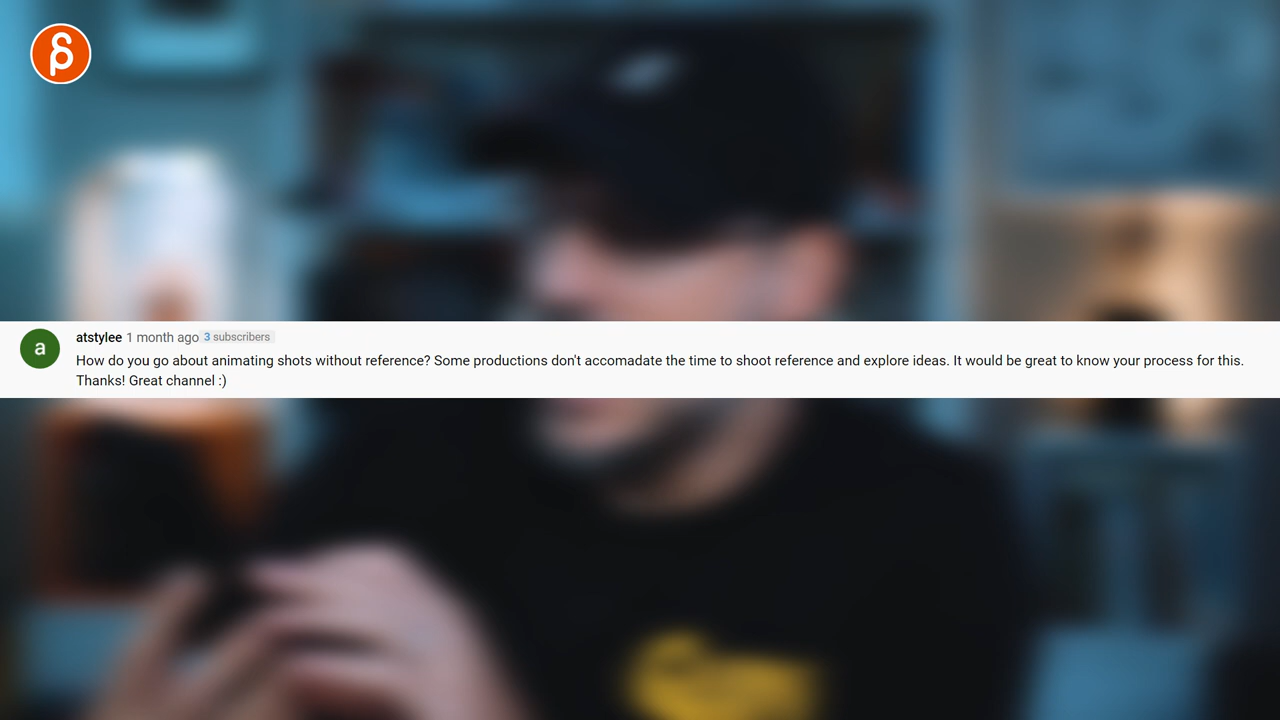 a
atstylee 1 month ago 3 subscribers
How do you go about animating shots without reference? Some productions don't accomadate the time to shoot reference and explore ideas. It would be great to know your process for this.
Thanks! Great channel :)